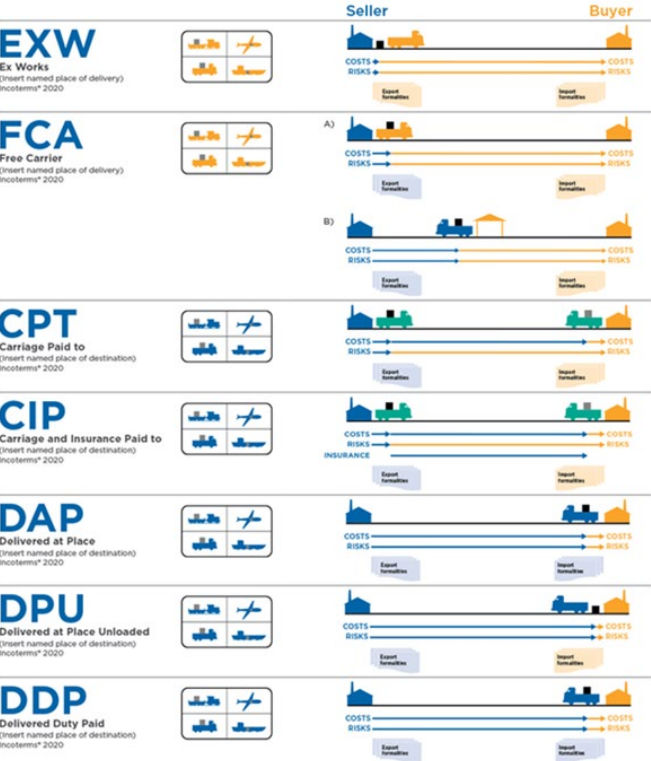 Seller Buyer
EXW
Ex Works
(Insert named place of delivery)
Incoterms® 2020
COSTS COSTS
RISKS RISKS
Export
formalities
Import
formalities
FCA
Free Carrier
(Insert named place of delivery)
Incoterms® 2020
A)
COSTS COSTS
RISKS RISKS
Export
formalities
Import
formalities
B)
COSTS COSTS
RISKS RISKS
Export
formalities
Import
formalities
CPT
Carriage Paid to
(Insert named place of destination)
Incoterms® 2020
COSTS COSTS
RISKS RISKS
Export
formalities
Import
formalities
CIP
Carriage and Insurance Paid to
(Insert named place of destination)
Incoterms® 2020
COSTS COSTS
RISKS RISKS
INSURANCE
Export
formalities
Import
formalities
DAP
Delivered at Place
(Insert named place of destination)
Incoterms® 2020
COSTS COSTS
RISKS RISKS
Export
formalities
Import
formalities
DPU
Delivered at Place Unloaded
(Insert named place of destination)
Incoterms® 2020
COSTS COSTS
RISKS RISKS
Export
formalities
Import
formalities
DDP
Delivered Duty Paid
(Insert named place of destination)
Incoterms® 2020
COSTS COSTS
RISKS RISKS
Export
formalities
Import
formalities